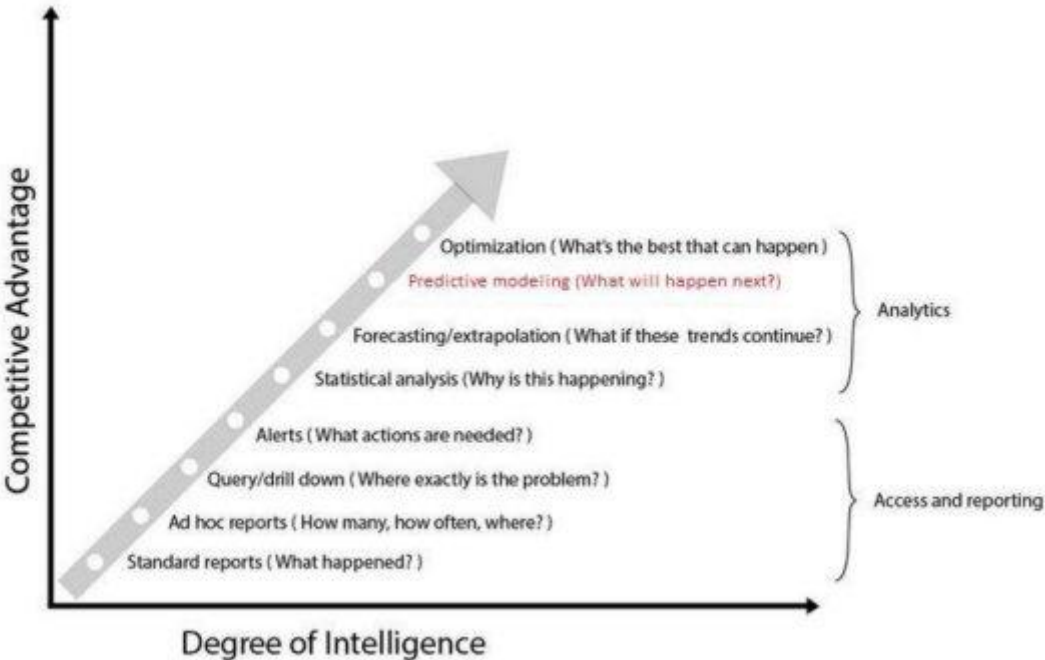 Competitive Advantage
Optimization ( What's the best that can happen )
Predictive modeling (What will happen next?)
Forecasting/extrapolation ( What if these trends continue? )
Statistical analysis (Why is this happening? )
Analytics
Alerts ( What actions are needed? )
Query/drill down ( Where exactly is the problem? )
Ad hoc reports ( How many, how often, where? )
Standard reports ( What happened? )
Access and reporting
Degree of Intelligence